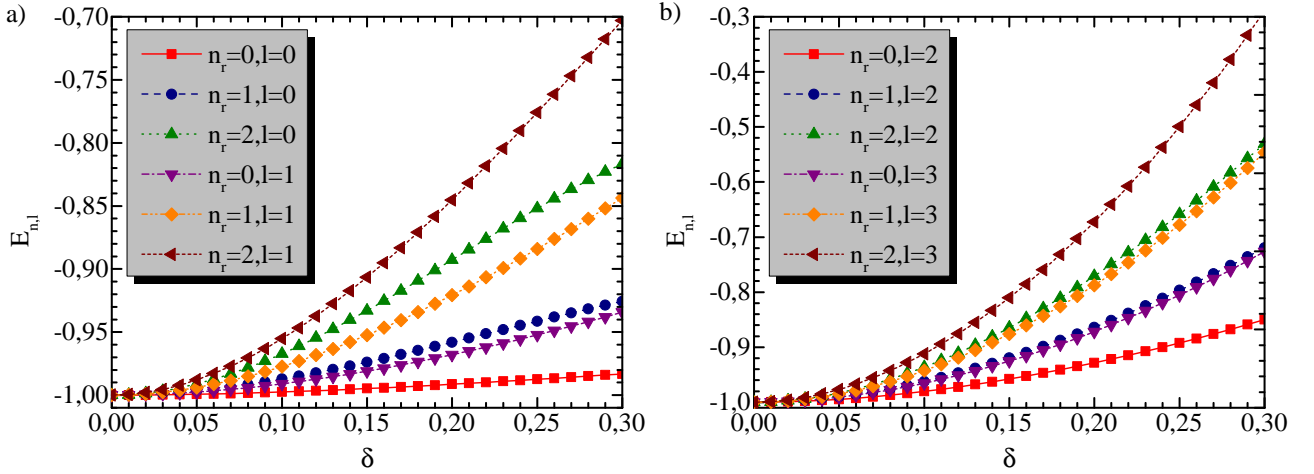 a)
-0,70
-0,75
-0,80
-0,85
-0,90
-0,95
-1,00
E_n,l
n_r=0,l=0
n_r=1,l=0
n_r=2,l=0
n_r=0,l=1
n_r=1,l=1
n_r=2,l=1
0,00 0,05 0,10 0,15 0,20 0,25 0,30
δ
b)
-0,3
-0,4
-0,5
-0,6
-0,7
-0,8
-0,9
-1,0
E_n,l
n_r=0,l=2
n_r=1,l=2
n_r=2,l=2
n_r=0,l=3
n_r=1,l=3
n_r=2,l=3
0,00 0,05 0,10 0,15 0,20 0,25 0,30
δ